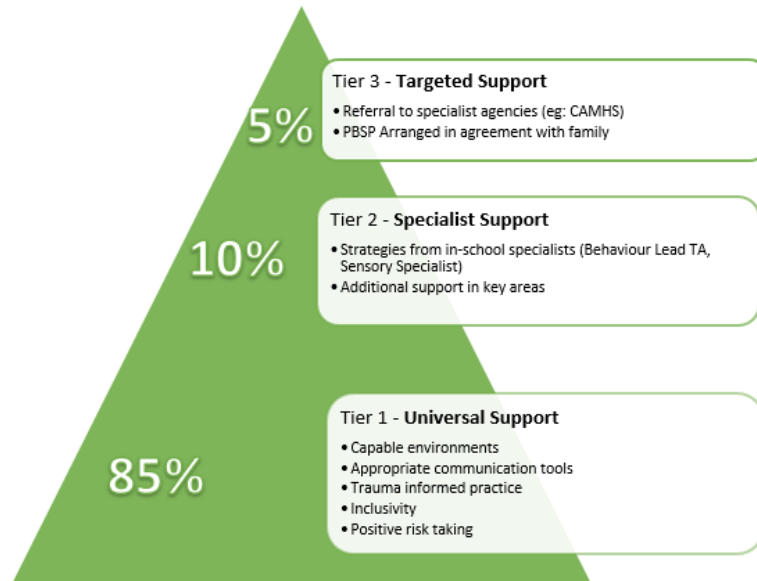 Tier 3 - Targeted Support
5%
• Referral to specialist agencies (eg: CAMHS)
• PBSP Arranged in agreement with family
Tier 2 - Specialist Support
10%
• Strategies from in-school specialists (Behaviour Lead TA,
Sensory Specialist)
• Additional support in key areas
Tier 1 - Universal Support
85%
• Capable environments
• Appropriate communication tools
• Trauma informed practice
• Inclusivity
• Positive risk taking